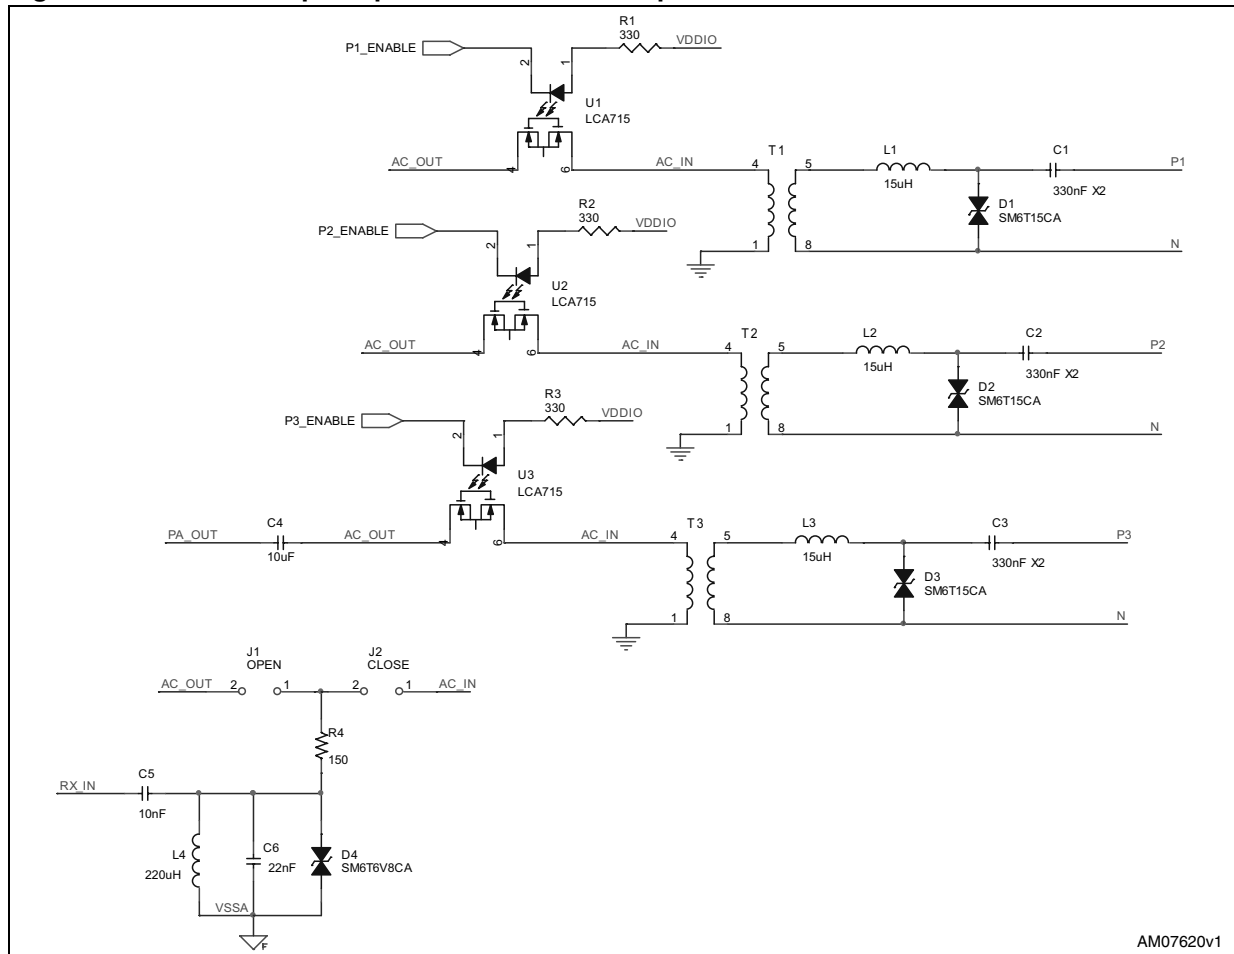 R1
330
VDDIO
P1_ENABLE
2
1
U1
LCA715
AC_OUT
4
6
AC_IN
4
T1
5
L1
15uH
C1
330nF X2
P1
D1
SM6T15CA
1
8
N
R2
330
VDDIO
P2_ENABLE
2
1
U2
LCA715
AC_OUT
4
6
AC_IN
4
T2
5
L2
15uH
C2
330nF X2
P2
D2
SM6T15CA
1
8
N
R3
330
VDDIO
P3_ENABLE
2
1
U3
LCA715
PA_OUT
C4
10uF
AC_OUT
4
6
AC_IN
4
T3
5
L3
15uH
C3
330nF X2
P3
D3
SM6T15CA
1
8
N
J1
OPEN
J2
CLOSE
AC_OUT
2
1
2
1
AC_IN
R4
150
RX_IN
C5
10nF
L4
220uH
C6
22nF
D4
SM6T6V8CA
VSSA
F
AM07620v1